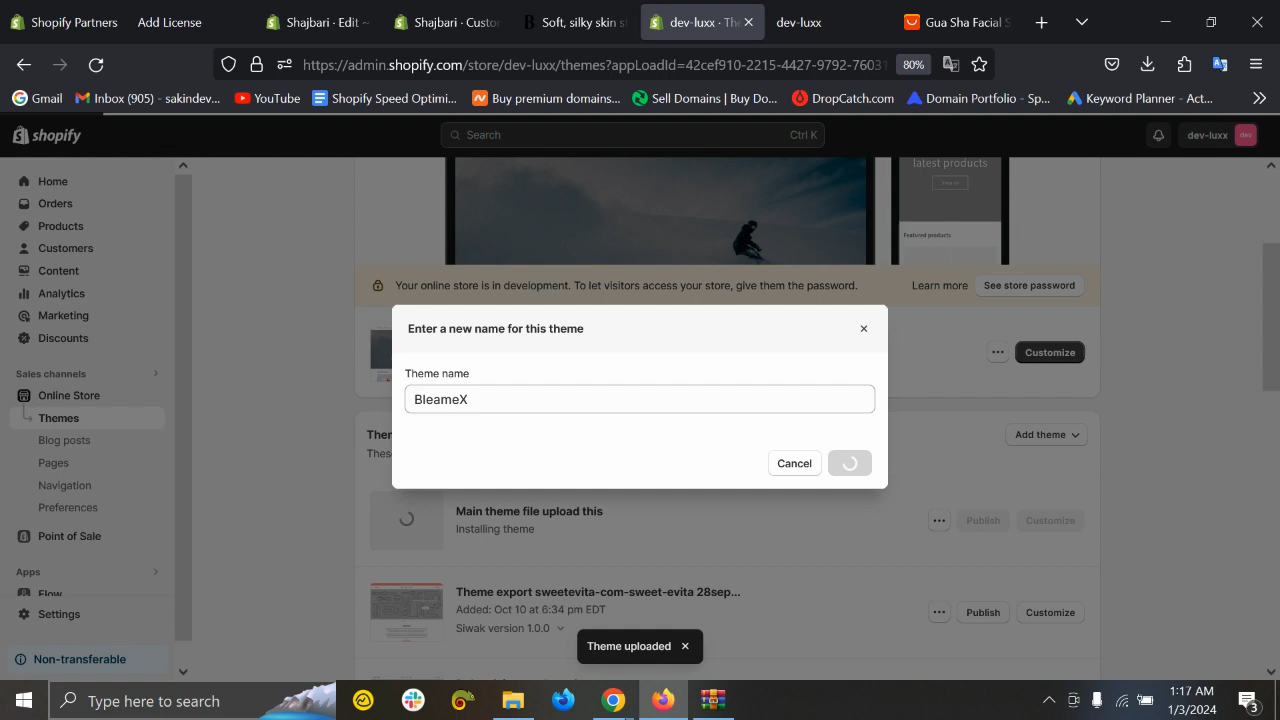 Shopify Partners
Add License
Shajbari · Edit ~
Shajbari · Custor
Soft, silky skin st
dev-luxx · The
dev-luxx
Gua Sha Facial S
https://admin.shopify.com/store/dev-luxx/themes?appLoadId=42cef910-2215-4427-9792-76031
80%
Gmail
Inbox (905) - sakindev...
YouTube
Shopify Speed Optimi...
Buy premium domains...
Sell Domains | Buy Do...
DropCatch.com
Domain Portfolio - Sp...
Keyword Planner - Act...
shopify
Search
Ctrl K
dev-luxx
dev
Home
Orders
Products
Customers
Content
Analytics
Marketing
Discounts
Sales channels
Online Store
Themes
Blog posts
Pages
Navigation
Preferences
Point of Sale
Apps
Flow
Settings
Non-transferable
latest products
Featured products
Your online store is in development. To let visitors access your store, give them the password.
Learn more
See store password
Enter a new name for this theme
Theme name
BleameX
Cancel
Customize
Add theme
Main theme file upload this
Installing theme
Publish
Customize
Theme export sweetevita-com-sweet-evita 28sep...
Added: Oct 10 at 6:34 pm EDT
Siwak version 1.0.0
Publish
Customize
Theme uploaded
Type here to search
1:17 AM
1/3/2024
3